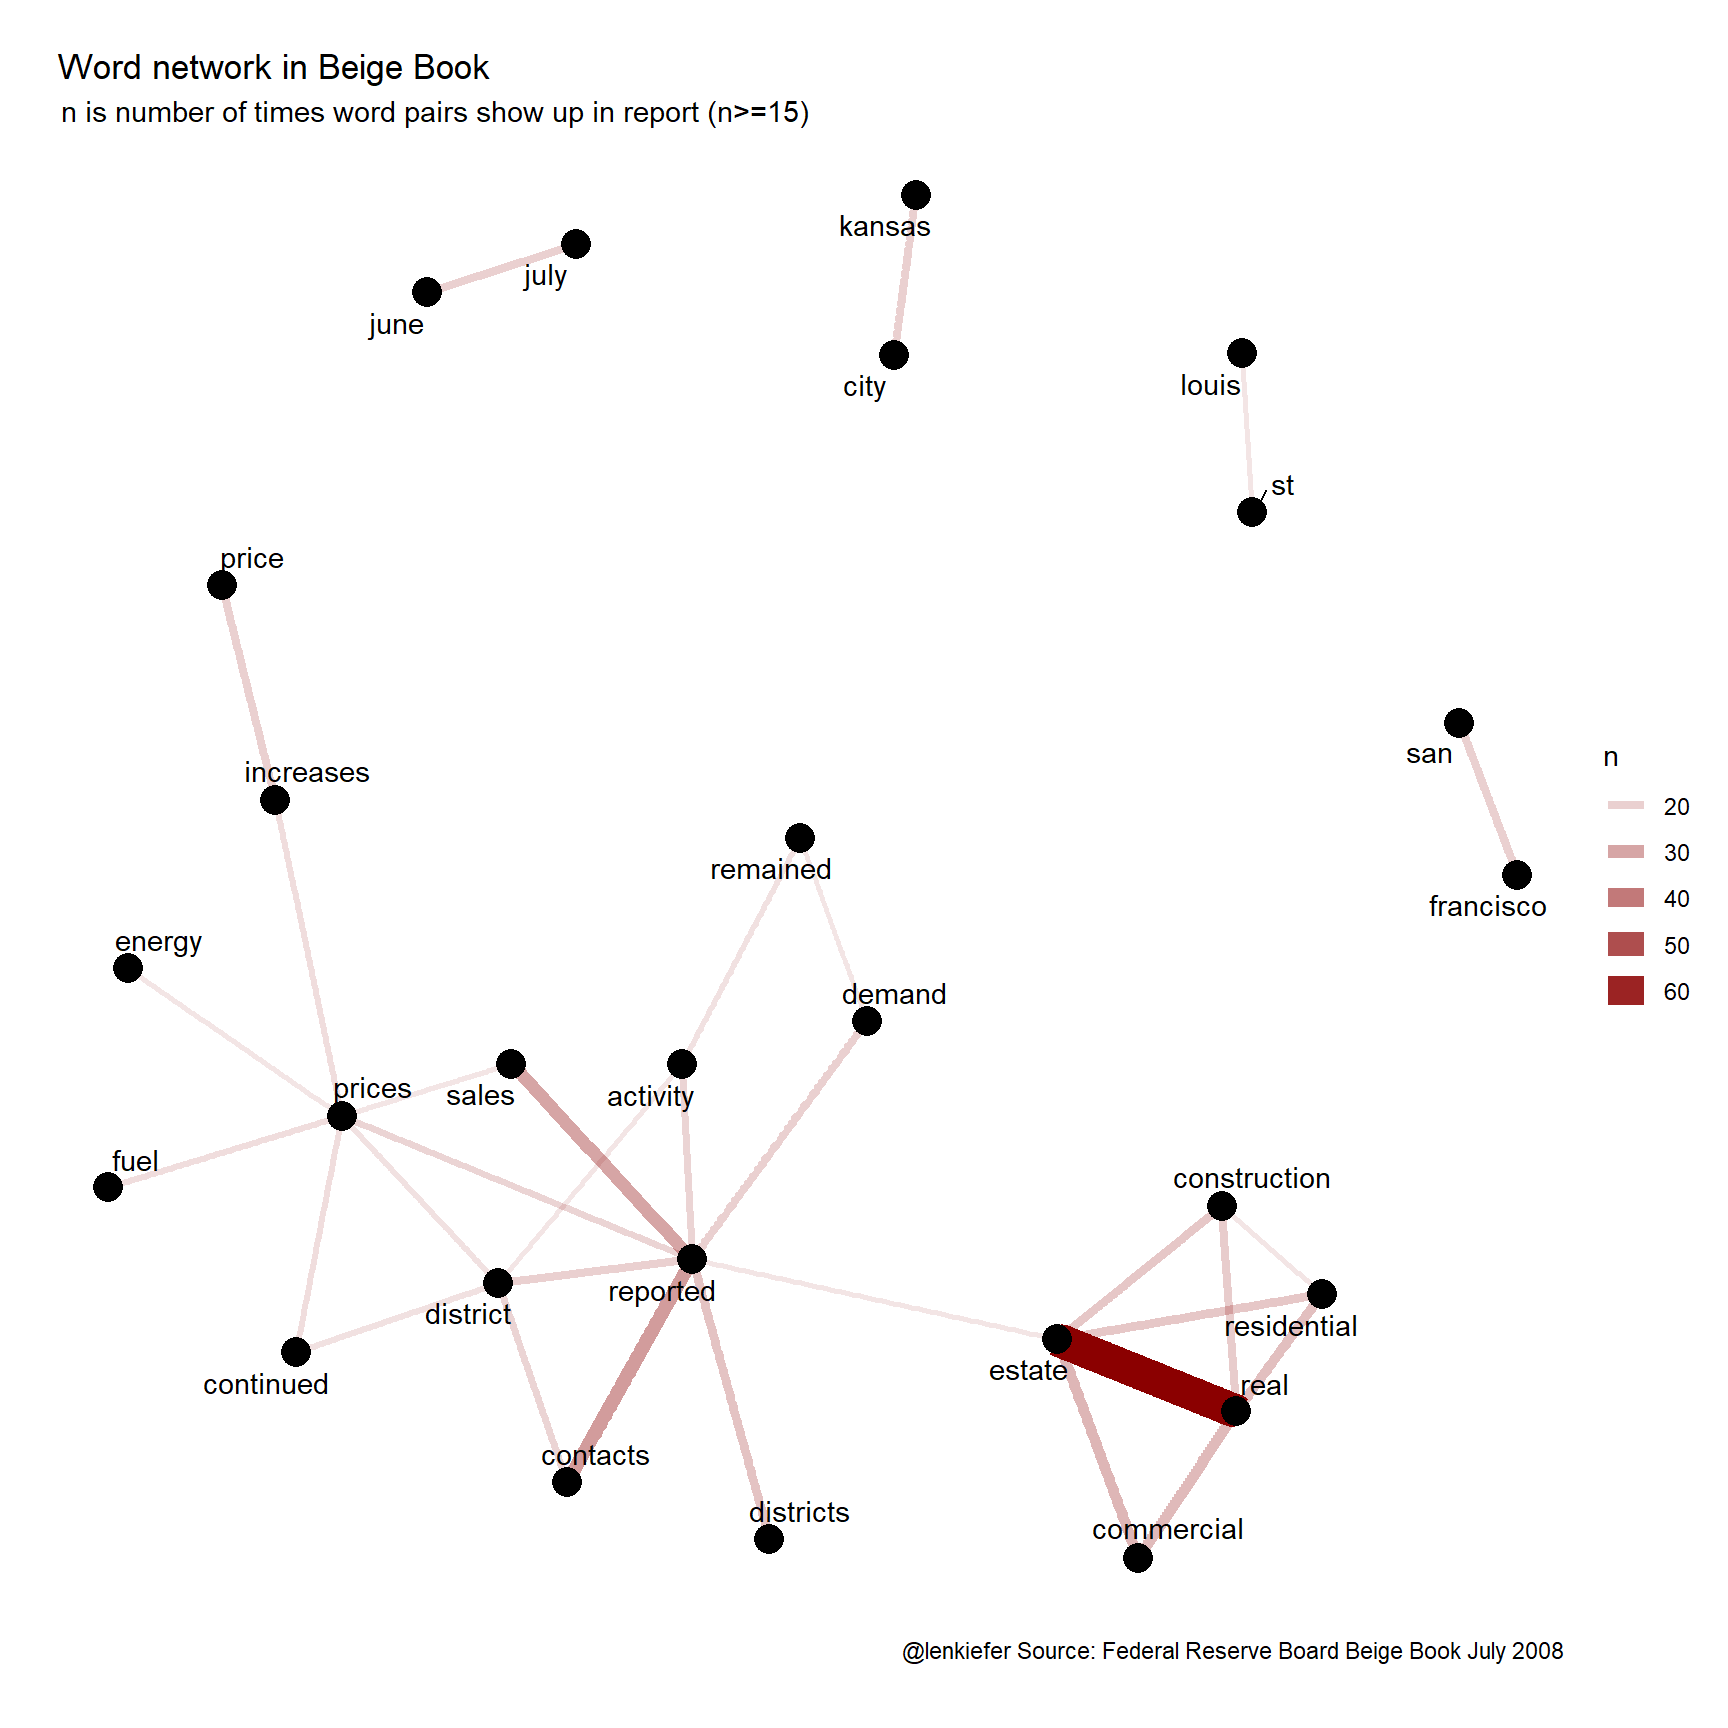 Word network in Beige Book
n is number of times word pairs show up in report (n>=15)
kansas
july
june
city
louis
st
price
san
n
increases
20
30
remained
40
francisco
energy
50
demand
60
prices
sales
activity
fuel
construction
reported
district
residential
estate
continued
real
contacts
districts
commercial
@lenkiefer Source: Federal Reserve Board Beige Book July 2008